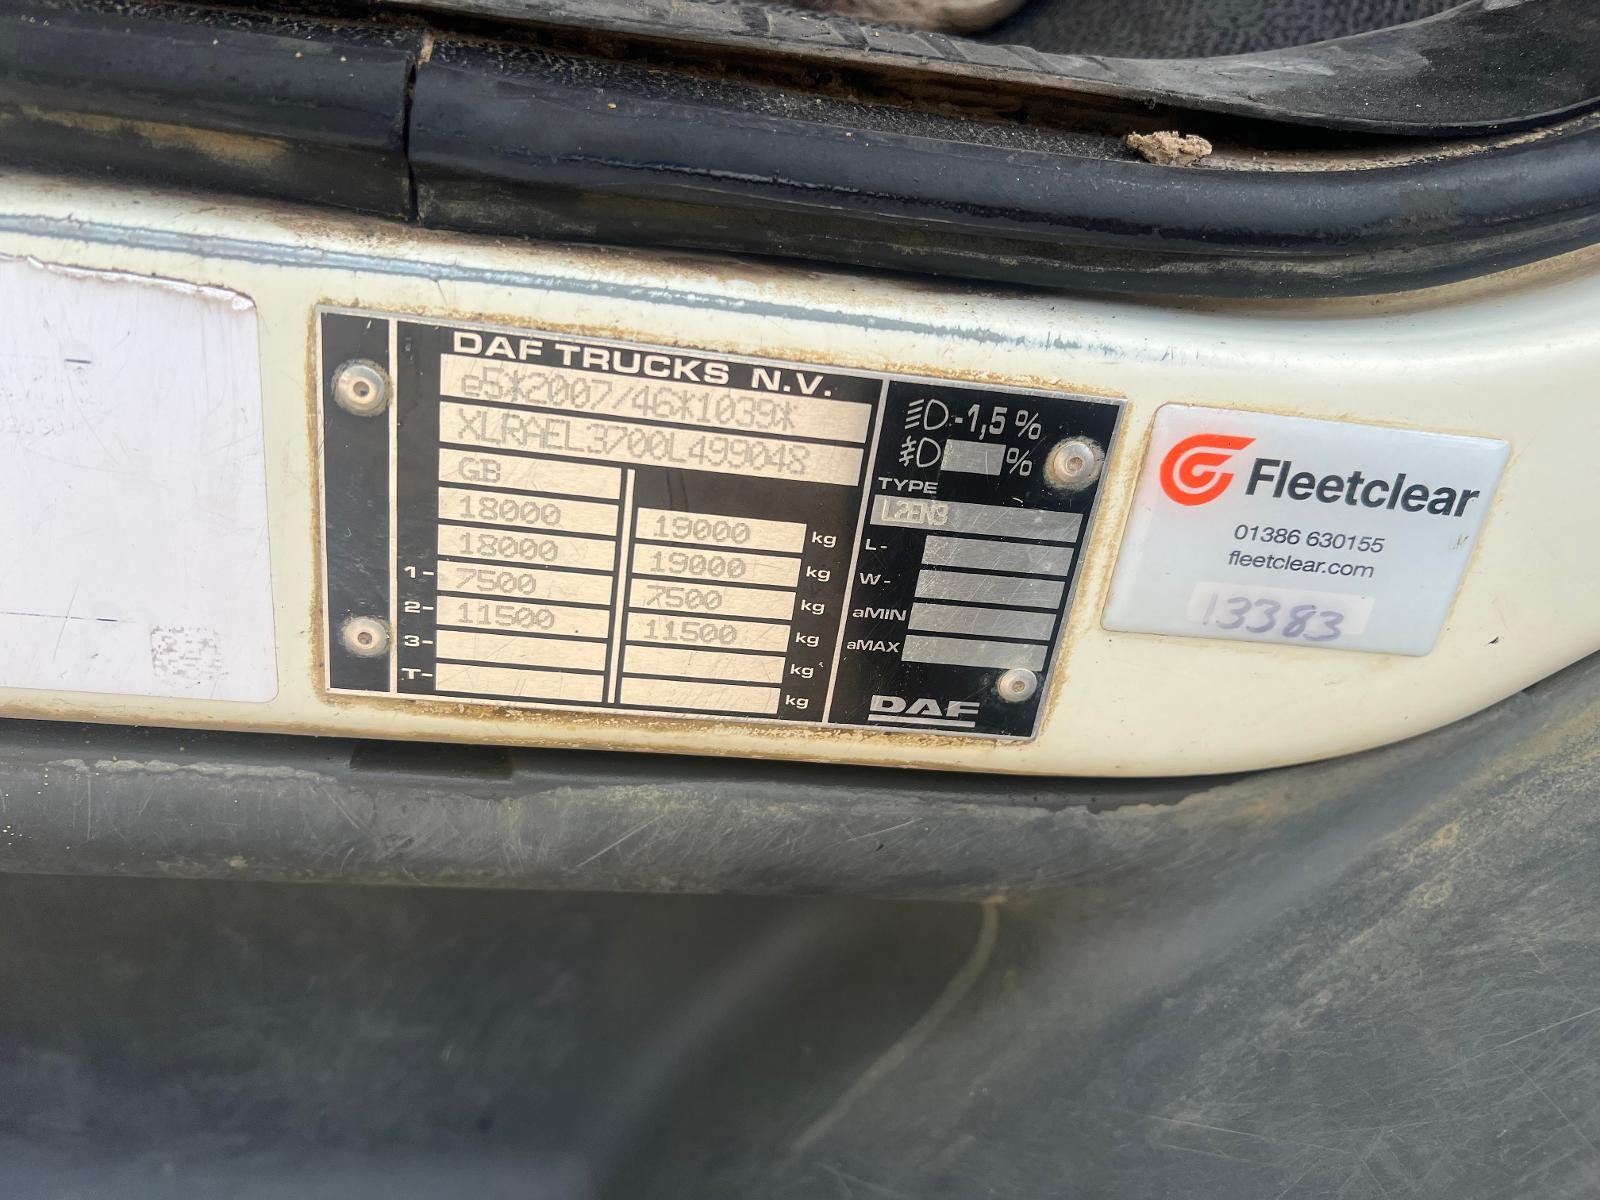 DAF TRUCKS N.V.
e5*2007/46*1039*
XLRAEL3700L499048
GB
18000 19000 kg
18000 19000 kg
1- 7500 7500 kg
2- 11500 11500 kg
3- kg
T- kg
-1,5 %
%
TYPE
L2EN3
L-
W-
aMIN
aMAX
DAF
Fleetclear
01386 630155
fleetclear.com
13383